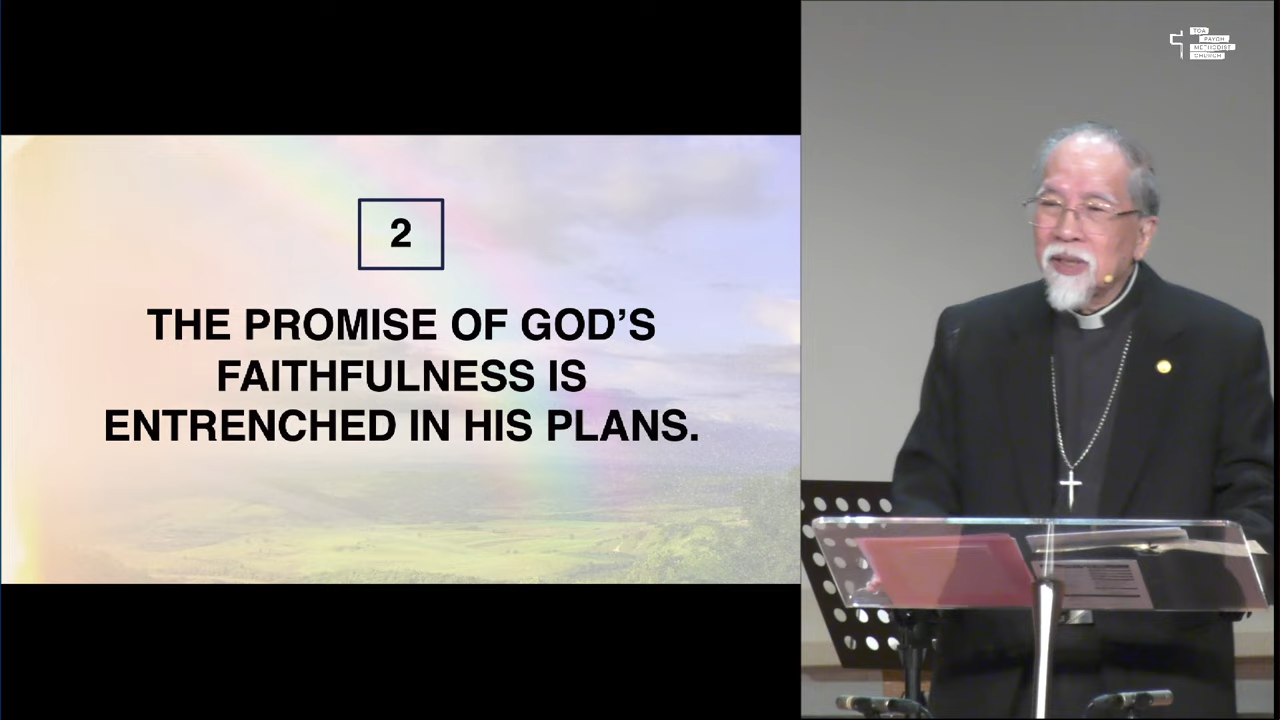 2
THE PROMISE OF GOD’S
FAITHFULNESS IS
ENTRENCHED IN HIS PLANS.
TOA
PAYOH
METHODIST
CHURCH